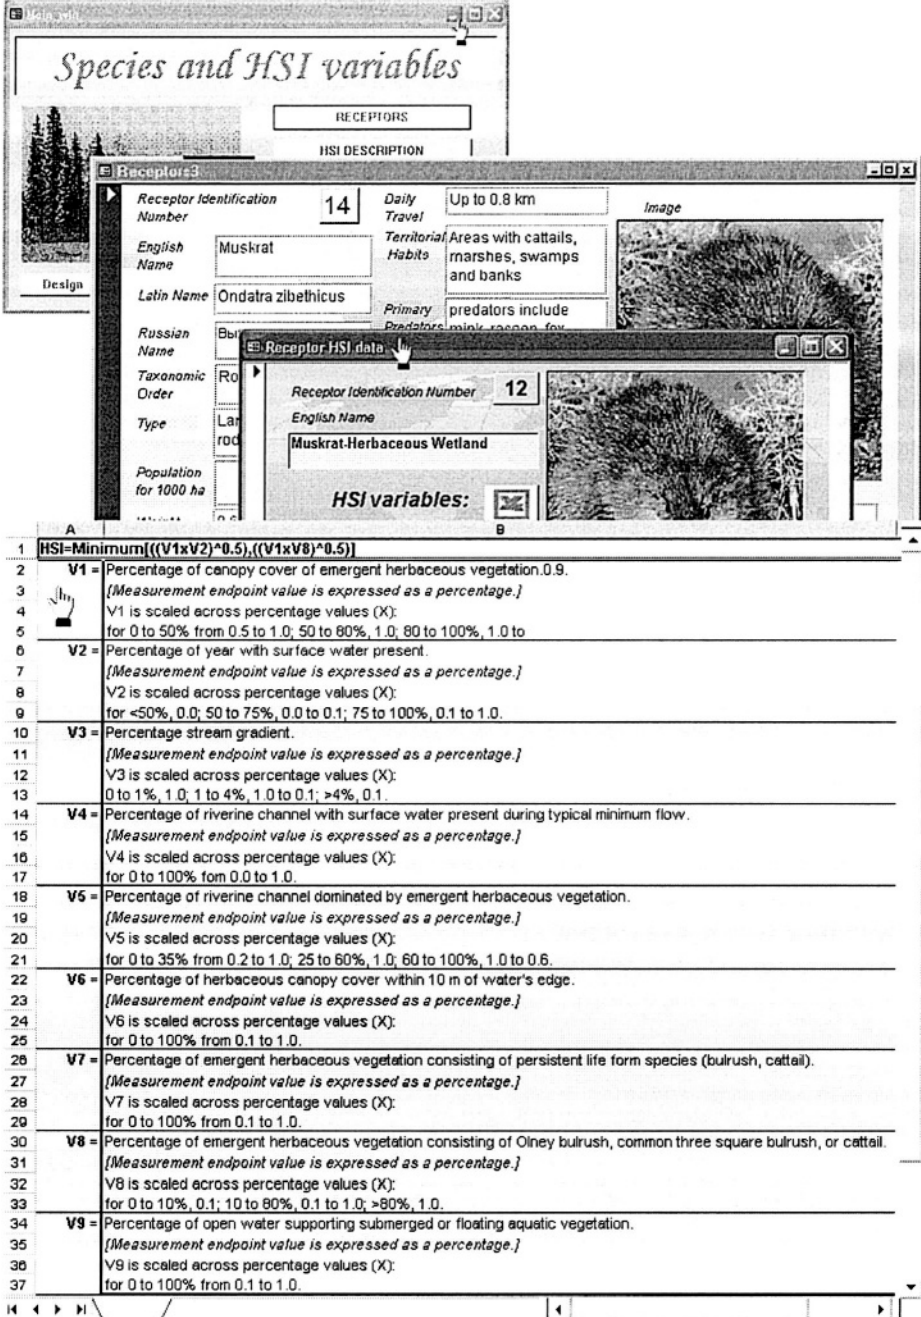 Main_win
Species and HSI variables
RECEPTORS
HSI DESCRIPTION
Design
Receptors3
Receptor Identification
Number
14
English
Name
Muskrat
Latin Name
Ondatra zibethicus
Russian
Name
Вы
Taxonomic
Order
Ro
Type
Lar
rod
Population
for 1000 ha
Daily
Travel
Up to 0.8 km
Territorial
Habits
Areas with cattails,
marshes, swamps
and banks
Primary
Predators
predators include
mink, racoon, fox
Image
Receptor HSI data
Receptor Identification Number
12
English Name
Muskrat-Herbaceous Wetland
HSI variables:
A B
1 HSI=Minimum[((V1xV2)^0.5),((V1xV8)^0.5)]
2 V1 = Percentage of canopy cover of emergent herbaceous vegetation.0.9.
3 [Measurement endpoint value is expressed as a percentage.]
4 V1 is scaled across percentage values (X):
5 for 0 to 50% from 0.5 to 1.0; 50 to 80%, 1.0; 80 to 100%, 1.0 to
6 V2 = Percentage of year with surface water present.
7 [Measurement endpoint value is expressed as a percentage.]
8 V2 is scaled across percentage values (X):
9 for <50%, 0.0; 50 to 75%, 0.0 to 0.1; 75 to 100%, 0.1 to 1.0.
10 V3 = Percentage stream gradient.
11 [Measurement endpoint value is expressed as a percentage.]
12 V3 is scaled across percentage values (X):
13 0 to 1%, 1.0; 1 to 4%, 1.0 to 0.1; >4%, 0.1.
14 V4 = Percentage of riverine channel with surface water present during typical minimum flow.
15 [Measurement endpoint value is expressed as a percentage.]
16 V4 is scaled across percentage values (X):
17 for 0 to 100% fom 0.0 to 1.0.
18 V5 = Percentage of riverine channel dominated by emergent herbaceous vegetation.
19 [Measurement endpoint value is expressed as a percentage.]
20 V5 is scaled across percentage values (X):
21 for 0 to 35% from 0.2 to 1.0; 25 to 60%, 1.0; 60 to 100%, 1.0 to 0.6.
22 V6 = Percentage of herbaceous canopy cover within 10 m of water's edge.
23 [Measurement endpoint value is expressed as a percentage.]
24 V6 is scaled across percentage values (X):
25 for 0 to 100% from 0.1 to 1.0.
26 V7 = Percentage of emergent herbaceous vegetation consisting of persistent life form species (bulrush, cattail).
27 [Measurement endpoint value is expressed as a percentage.]
28 V7 is scaled across percentage values (X):
29 for 0 to 100% from 0.1 to 1.0.
30 V8 = Percentage of emergent herbaceous vegetation consisting of Olney bulrush, common three square bulrush, or cattail.
31 [Measurement endpoint value is expressed as a percentage.]
32 V8 is scaled across percentage values (X):
33 for 0 to 10%, 0.1; 10 to 80%, 0.1 to 1.0; >80%, 1.0.
34 V9 = Percentage of open water supporting submerged or floating aquatic vegetation.
35 [Measurement endpoint value is expressed as a percentage.]
36 V9 is scaled across percentage values (X):
37 for 0 to 100% from 0.1 to 1.0.